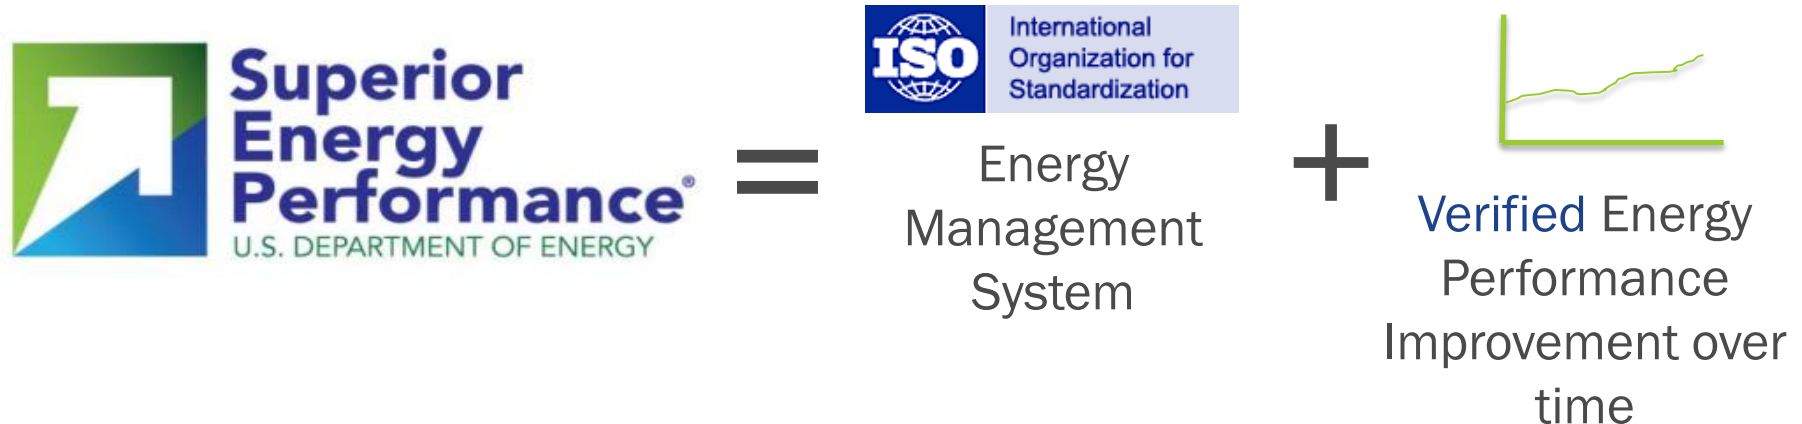 Superior
Energy
Performance®
U.S. DEPARTMENT OF ENERGY
=
ISO
International
Organization for
Standardization
Energy
Management
System
+
Verified Energy
Performance
Improvement over
time